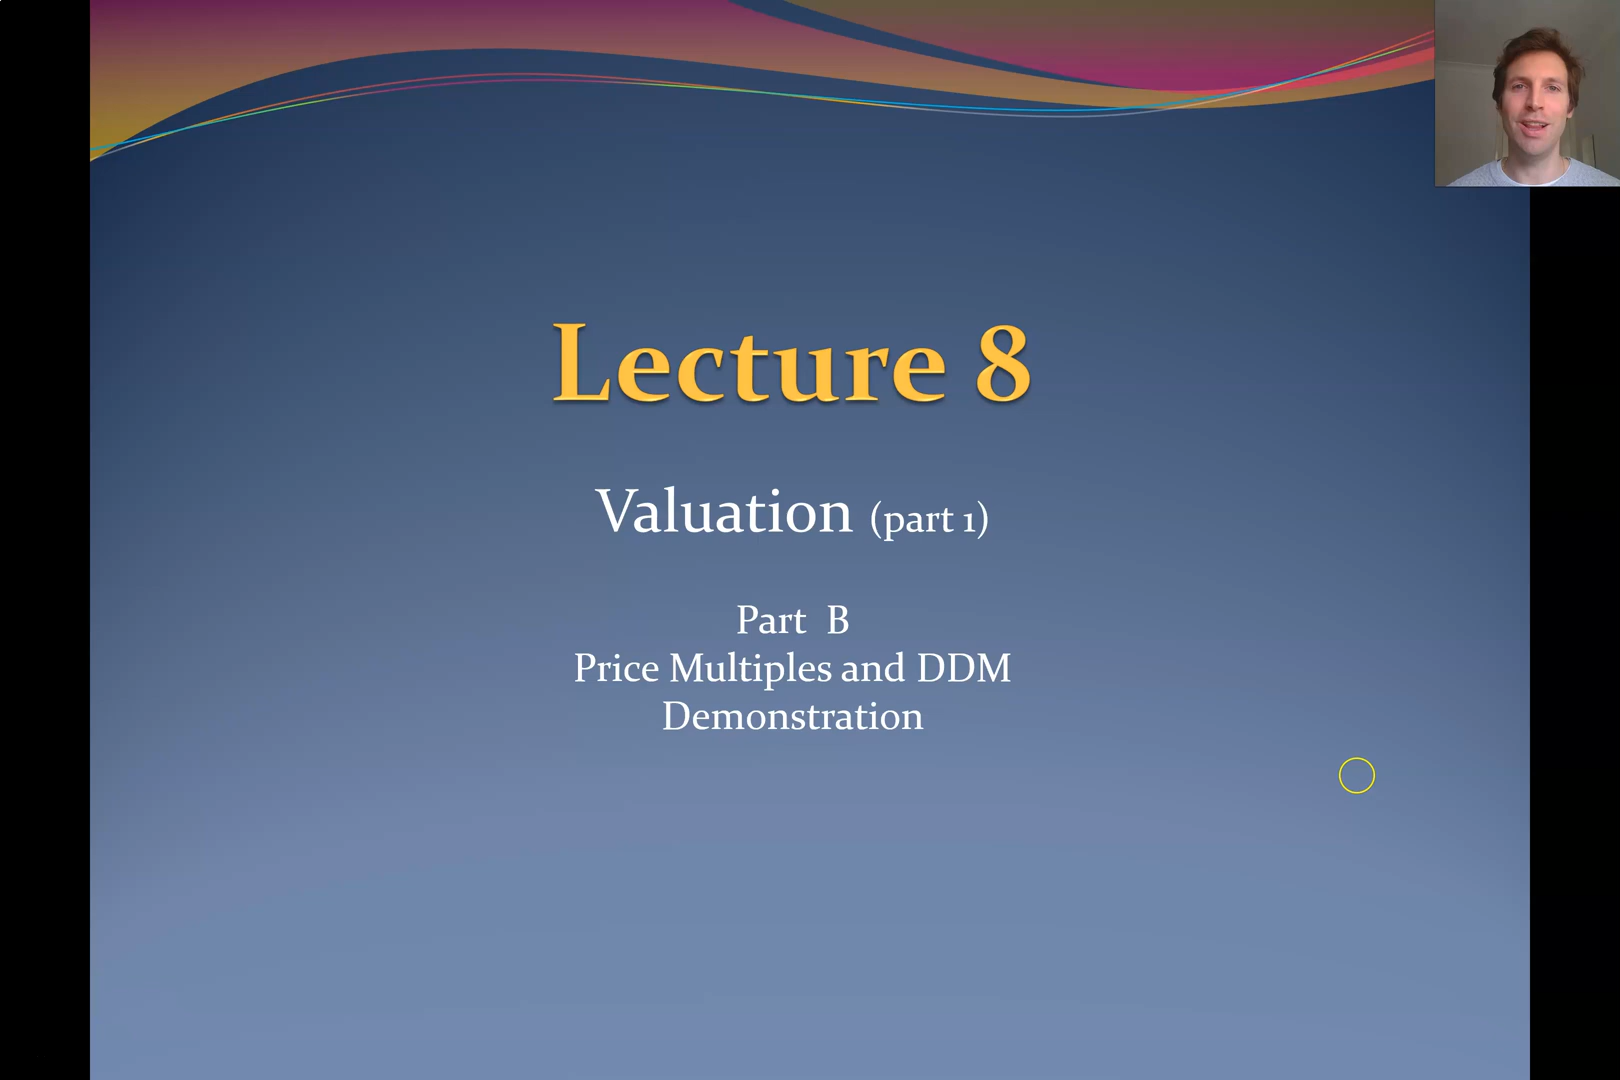 Lecture 8
Valuation (part 1)
Part B
Price Multiples and DDM
Demonstration